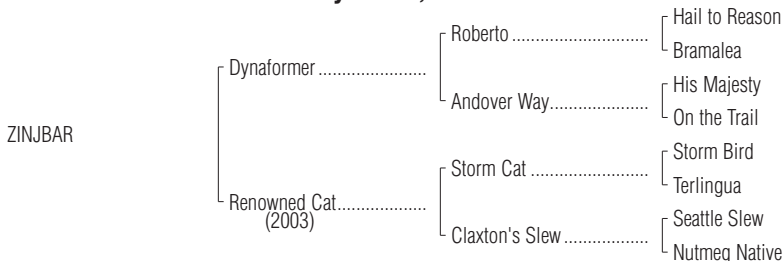 Hail to Reason
Roberto ..............................
Bramalea
Dynaformer ........................
His Majesty
Andover Way......................
On the Trail
ZINJBAR
Storm Bird
Storm Cat ..........................
Terlingua
Renowned Cat....................
(2003)
Seattle Slew
Claxton's Slew ...................
Nutmeg Native